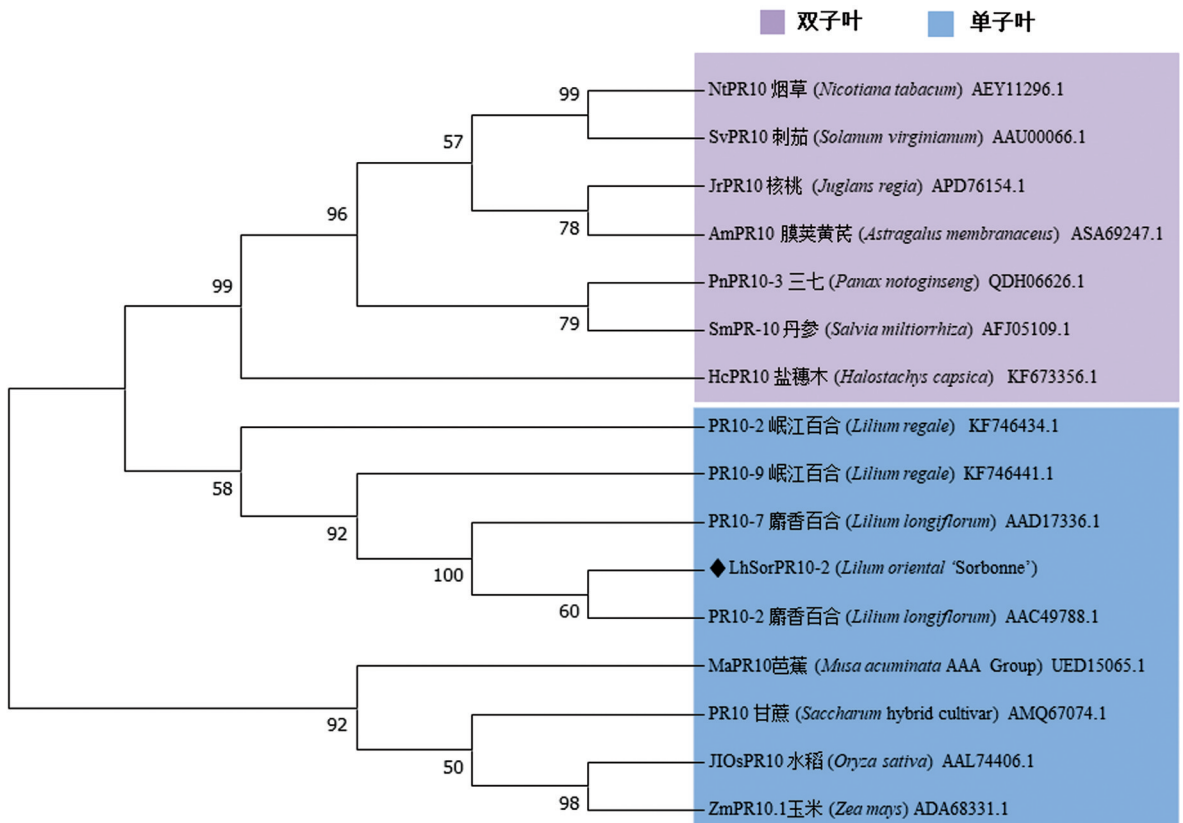 双子叶 单子叶
99 NtPR10 烟草 (Nicotiana tabacum) AEY11296.1
SvPR10 刺茄 (Solanum virginianum) AAU00066.1
57
JrPR10 核桃 (Juglans regia) APD76154.1
96
78 AmPR10 膜荚黄芪 (Astragalus membranaceus) ASA69247.1
99 PnPR10-3 三七 (Panax notoginseng) QDH06626.1
79 SmPR-10 丹参 (Salvia miltiorrhiza) AFJ05109.1
HcPR10 盐穗木 (Halostachys capsica) KF673356.1
PR10-2 岷江百合 (Lilium regale) KF746434.1
58 PR10-9 岷江百合 (Lilium regale) KF746441.1
92 PR10-7 麝香百合 (Lilium longiflorum) AAD17336.1
100 LhSorPR10-2 (Lilum oriental ‘Sorbonne’)
60 PR10-2 麝香百合 (Lilium longiflorum) AAC49788.1
MaPR10芭蕉 (Musa acuminata AAA Group) UED15065.1
92 PR10 甘蔗 (Saccharum hybrid cultivar) AMQ67074.1
50 JIOsPR10 水稻 (Oryza sativa) AAL74406.1
98 ZmPR10.1玉米 (Zea mays) ADA68331.1